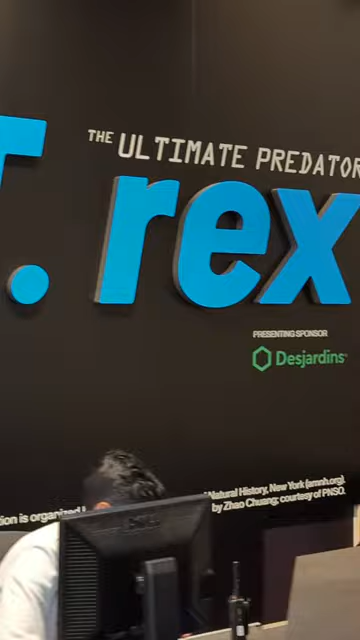 THE ULTIMATE PREDATOR
T. rex
PRESENTING SPONSOR
Desjardins
tion is organized
Natural History, New York (amnh.org).
by Zhao Chuang; courtesy of PNSO.